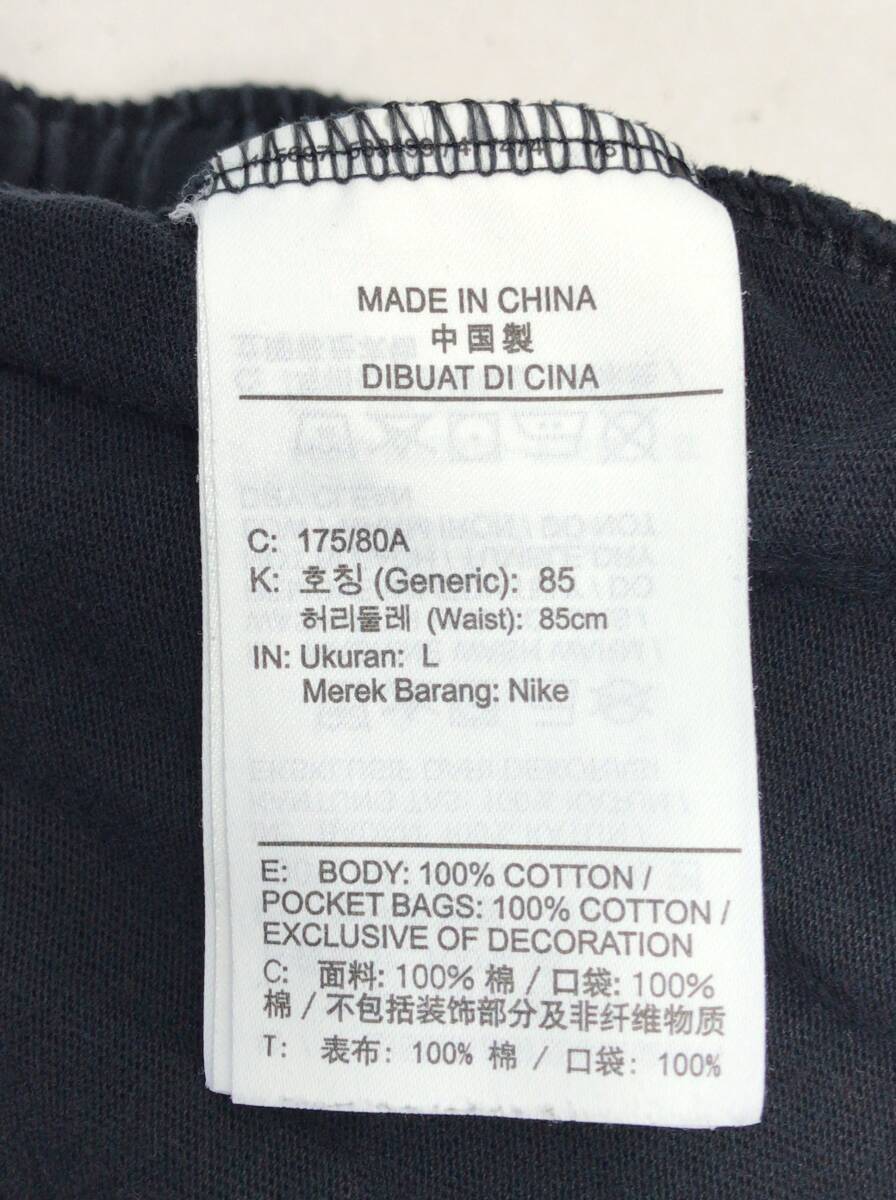 MADE IN CHINA
中国製
DIBUAT DI CINA
C: 175/80A
K: 호칭 (Generic): 85
허리둘레 (Waist): 85cm
IN: Ukuran: L
Merek Barang: Nike
E: BODY: 100% COTTON /
POCKET BAGS: 100% COTTON /
EXCLUSIVE OF DECORATION
C: 面料: 100% 棉 / 口袋: 100%
棉 / 不包括装饰部分及非纤维物质
T: 表布: 100% 棉 / 口袋: 100%